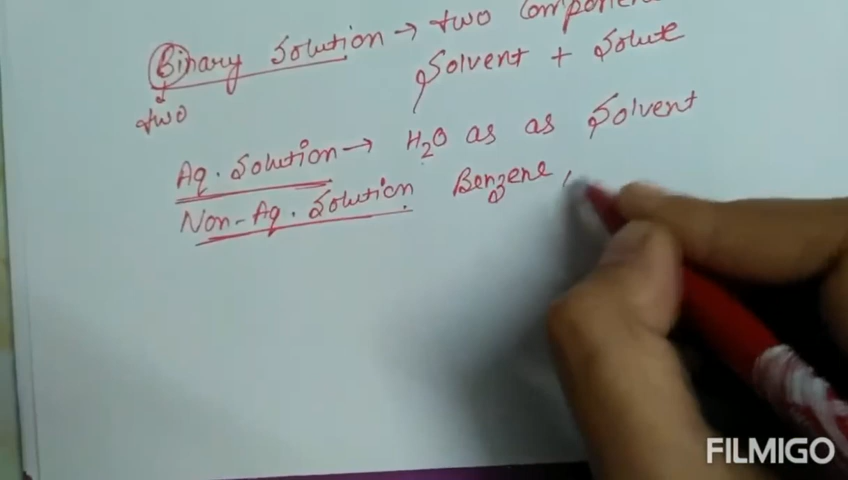 Binary Solution → two
two
Solvent + Solute
Aq. Solution → H₂O as as Solvent
Non-Aq. Solution Benzene,
FILMIGO